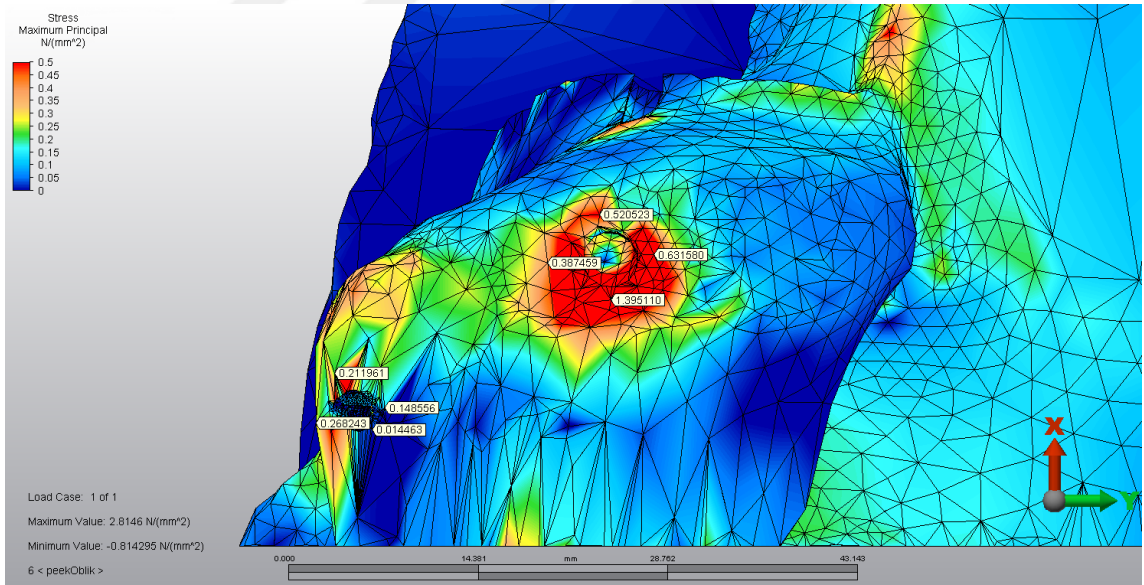 Stress
Maximum Principal
N/(mm^2)
0.5
0.45
0.4
0.35
0.3
0.25
0.2
0.15
0.1
0.05
0
0.520523
0.387459
0.631580
1.395110
0.211961
0.148556
0.268243
0.014463
X
Y
Load Case: 1 of 1
Maximum Value: 2.8146 N/(mm^2)
Minimum Value: -0.814295 N/(mm^2)
0.000 14.381 mm 28.762 43.143
6 < peekOblik >